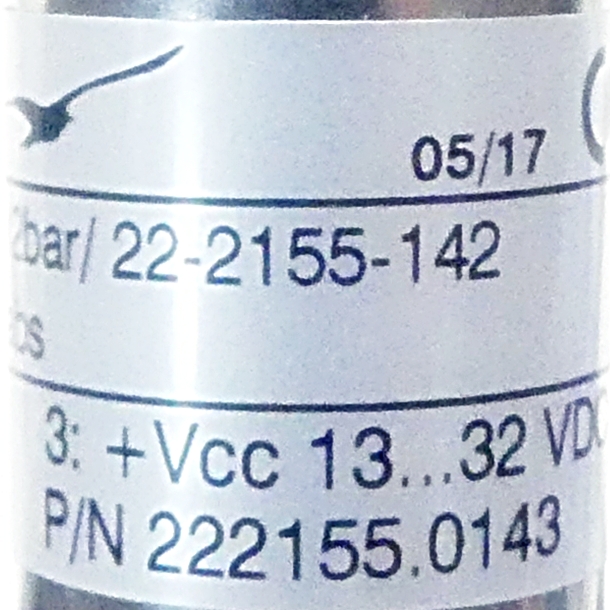 05/17
2bar/ 22-2155-142
3: +Vcc 13...32 VDC
P/N 222155.0143